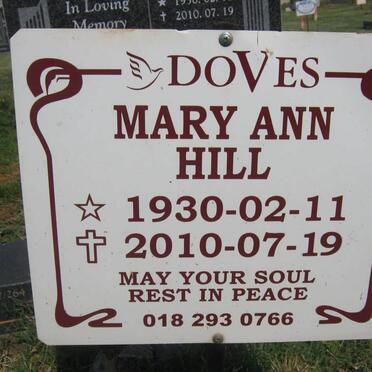 In Loving
Memory
2010. 07. 19
DOVES
MARY ANN
HILL
1930-02-11
2010-07-19
MAY YOUR SOUL
REST IN PEACE
018 293 0766